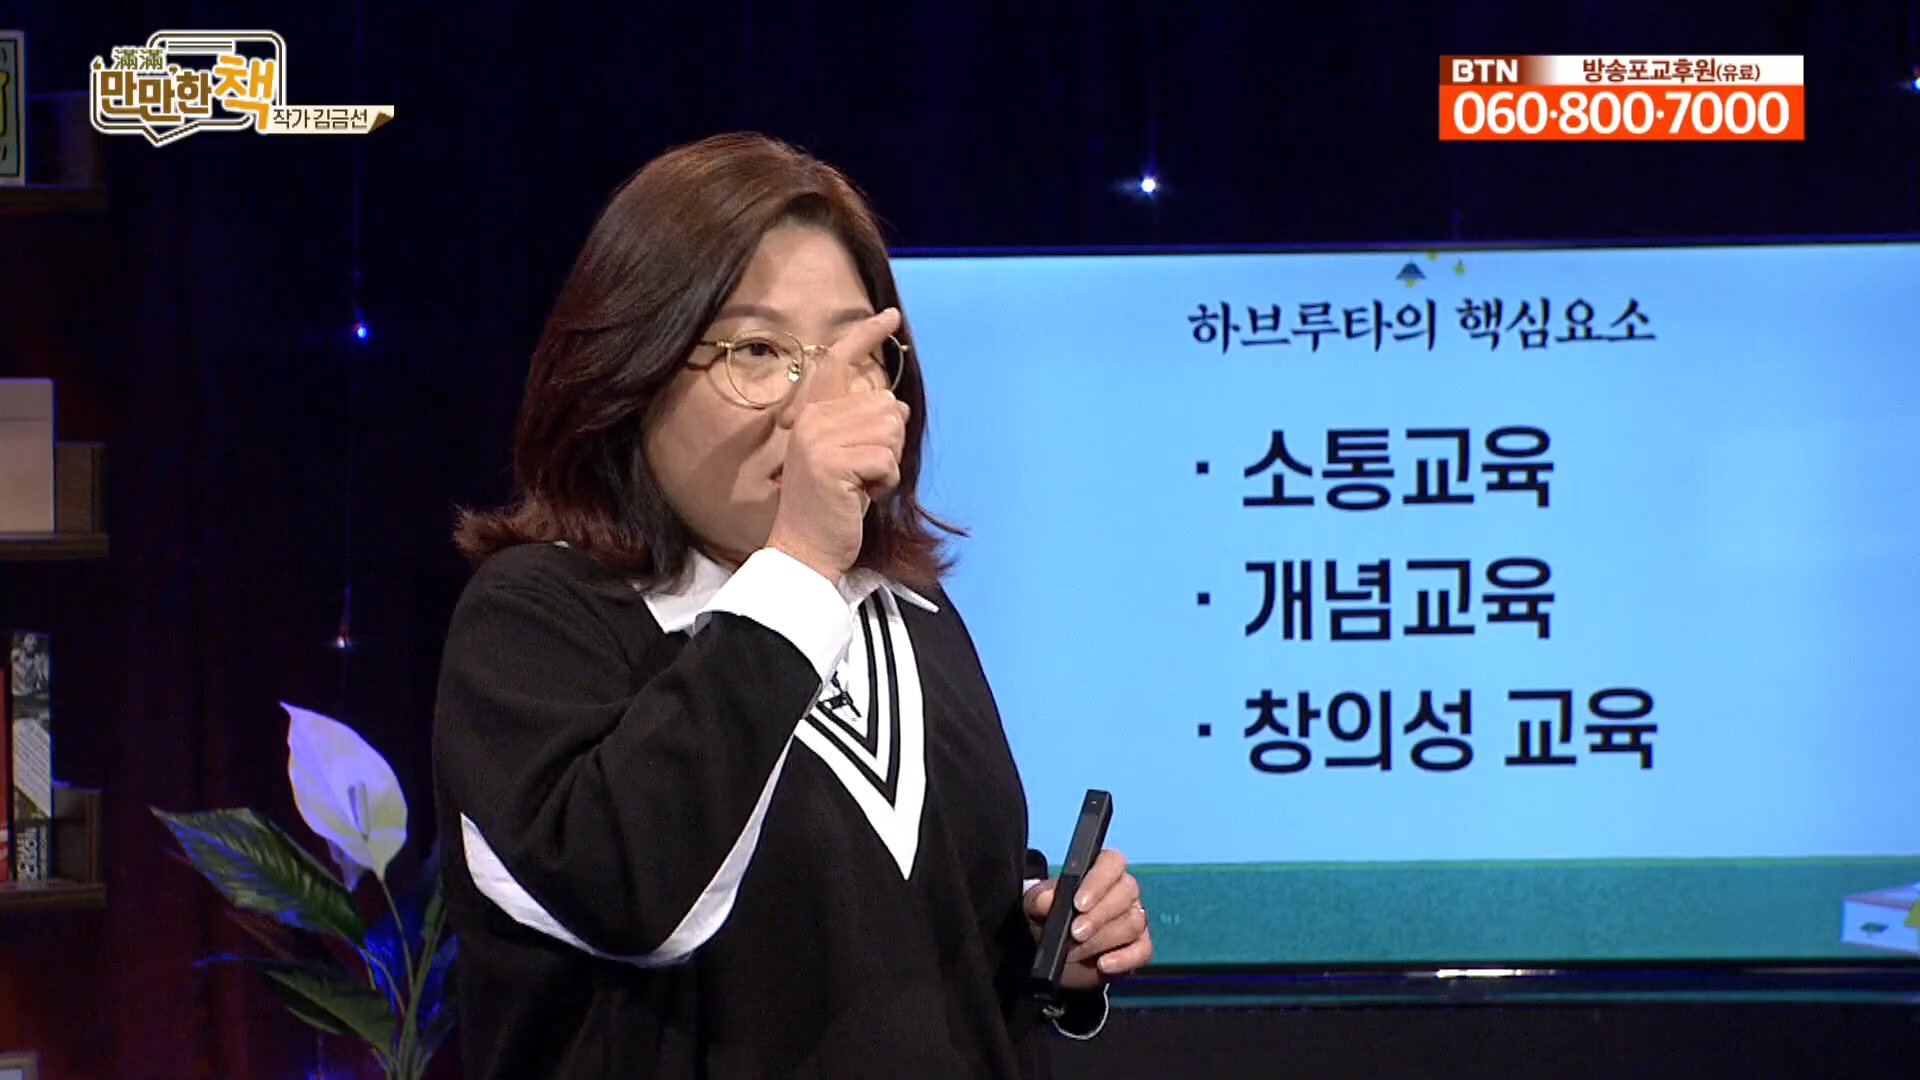 滿滿
'만만'한 책
작가 김금선
BTN 방송포교후원(유료)
060·800·7000
하브루타의 핵심요소
· 소통교육
· 개념교육
· 창의성 교육